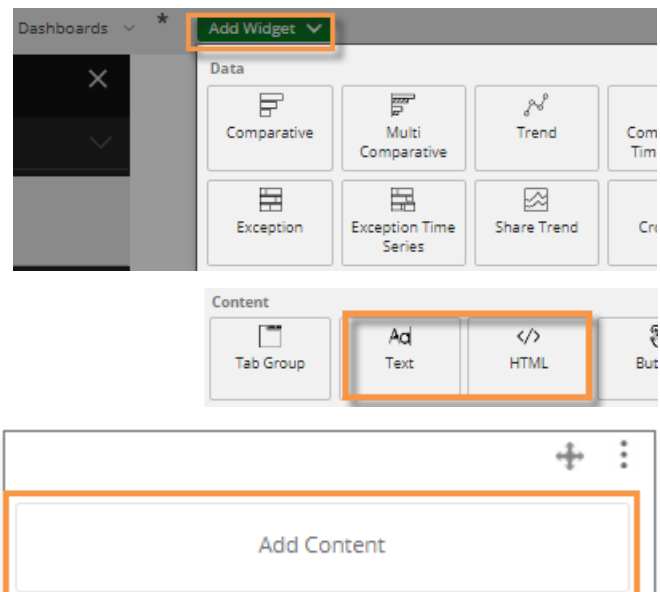 Dashboards * Add Widget
Data
Comparative
Multi
Comparative
Trend
Exception
Exception Time
Series
Share Trend
Content
Tab Group
Ad
Text
</>
HTML
Add Content